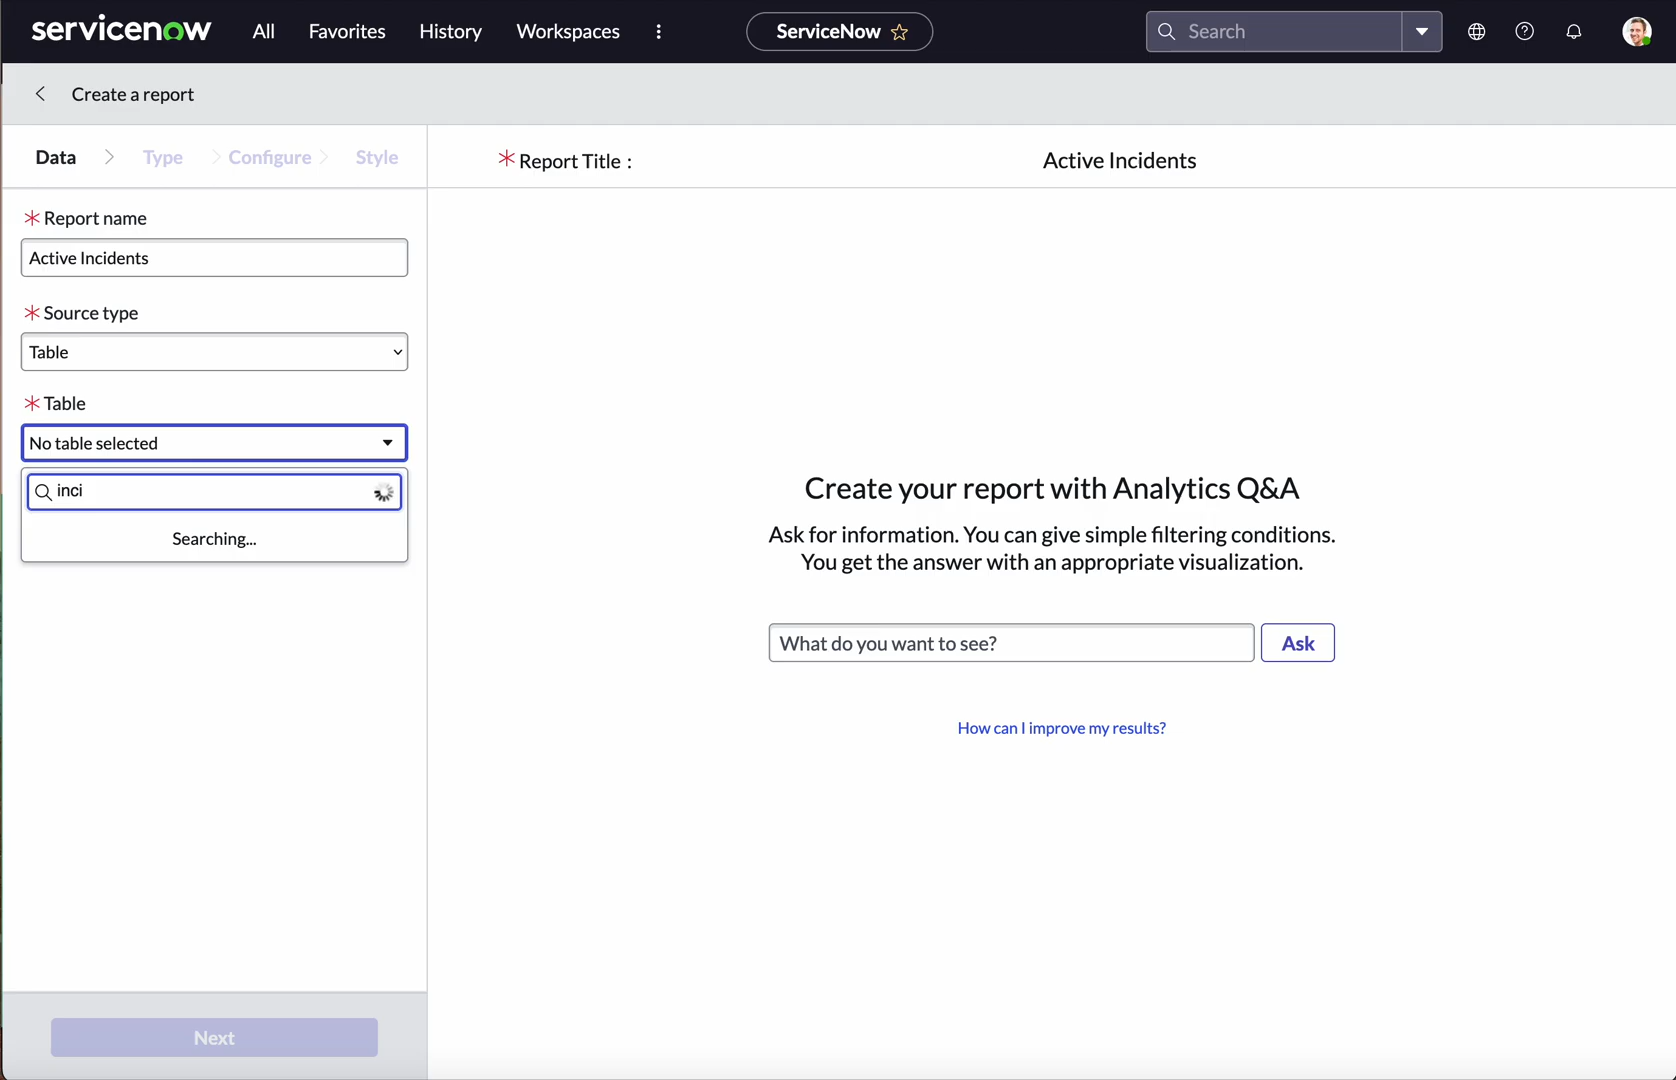 servicenow
All
Favorites
History
Workspaces
ServiceNow
Search
Create a report
Data
Type
Configure
Style
* Report Title :
Active Incidents
* Report name
Active Incidents
* Source type
Table
* Table
No table selected
inci
Searching...
Create your report with Analytics Q&A
Ask for information. You can give simple filtering conditions.
You get the answer with an appropriate visualization.
What do you want to see?
Ask
How can I improve my results?
Next